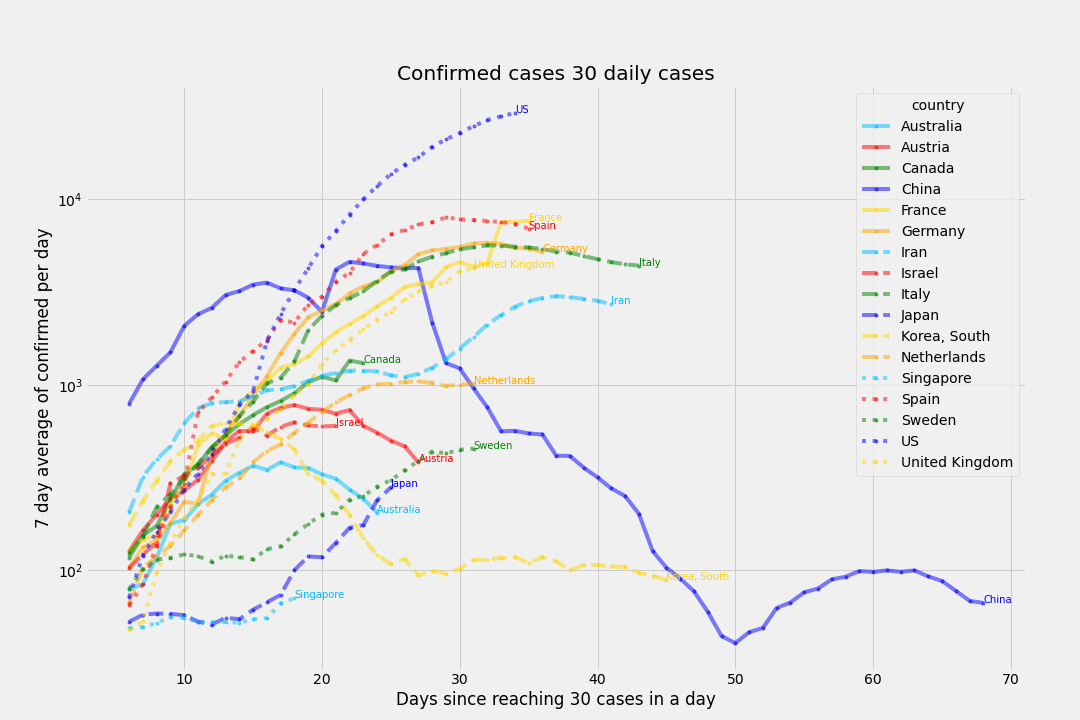 Confirmed cases 30 daily cases
7 day average of confirmed per day
10^4
10^3
10^2
US
France
Spain
Germany
United Kingdom
Italy
Iran
Canada
Netherlands
Israel
Sweden
Austria
Japan
Australia
Korea, South
Singapore
China
country
Australia
Austria
Canada
China
France
Germany
Iran
Israel
Italy
Japan
Korea, South
Netherlands
Singapore
Spain
Sweden
US
United Kingdom
10 20 30 40 50 60 70
Days since reaching 30 cases in a day